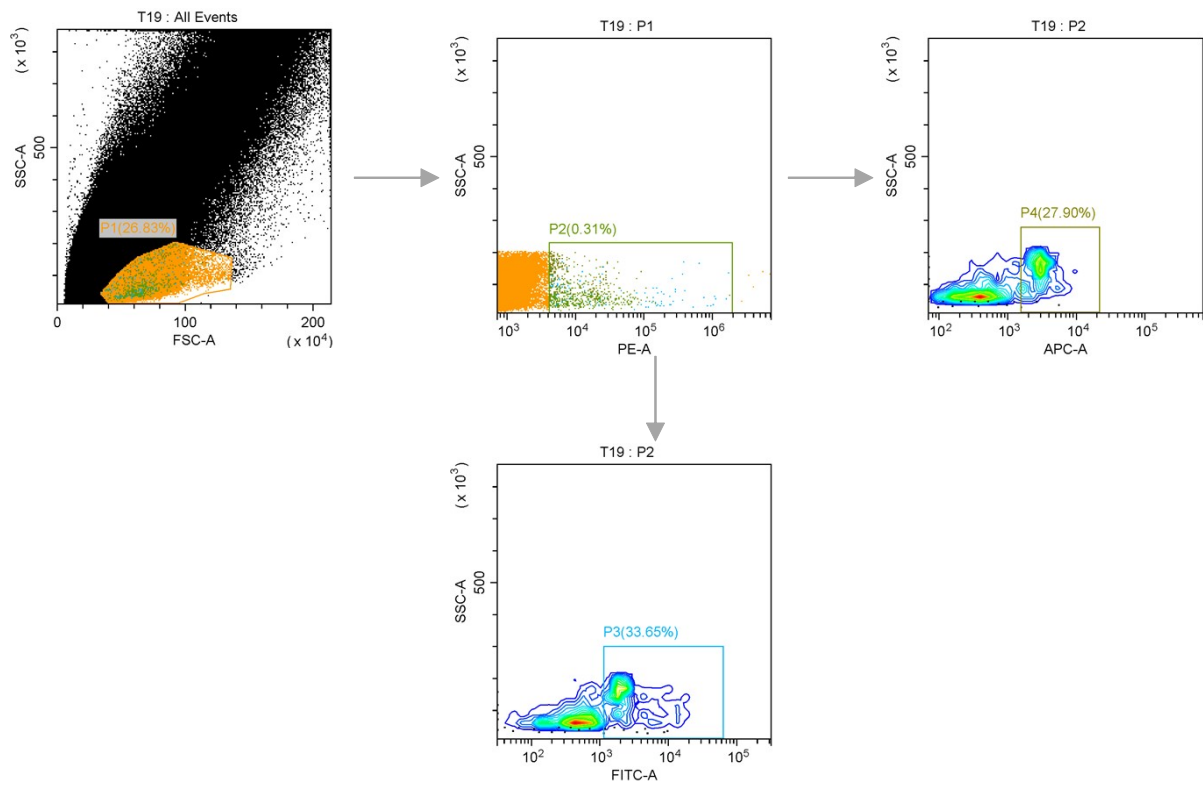 T19 : All Events
(x 10³)
SSC-A
500
P1(26.83%)
0 100 200
FSC-A (x 10⁴)
T19 : P1
(x 10³)
SSC-A
500
P2(0.31%)
10³ 10⁴ 10⁵ 10⁶
PE-A
T19 : P2
(x 10³)
SSC-A
500
P4(27.90%)
10² 10³ 10⁴ 10⁵
APC-A
T19 : P2
(x 10³)
SSC-A
500
P3(33.65%)
10² 10³ 10⁴ 10⁵
FITC-A